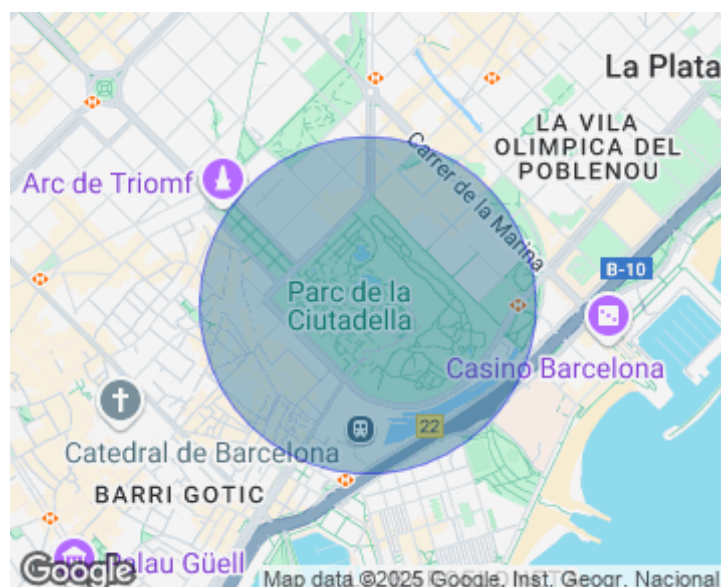 La Plata
LA VILA
OLIMPICA DEL
POBLENOU
Carrer de la Marina
Arc de Triomf
B-10
Parc de la
Ciutadella
Casino Barcelona
22
Catedral de Barcelona
BARRI GOTIC
Palau Güell
Google
Map data ©2025 Google, Inst. Geogr. Nacional